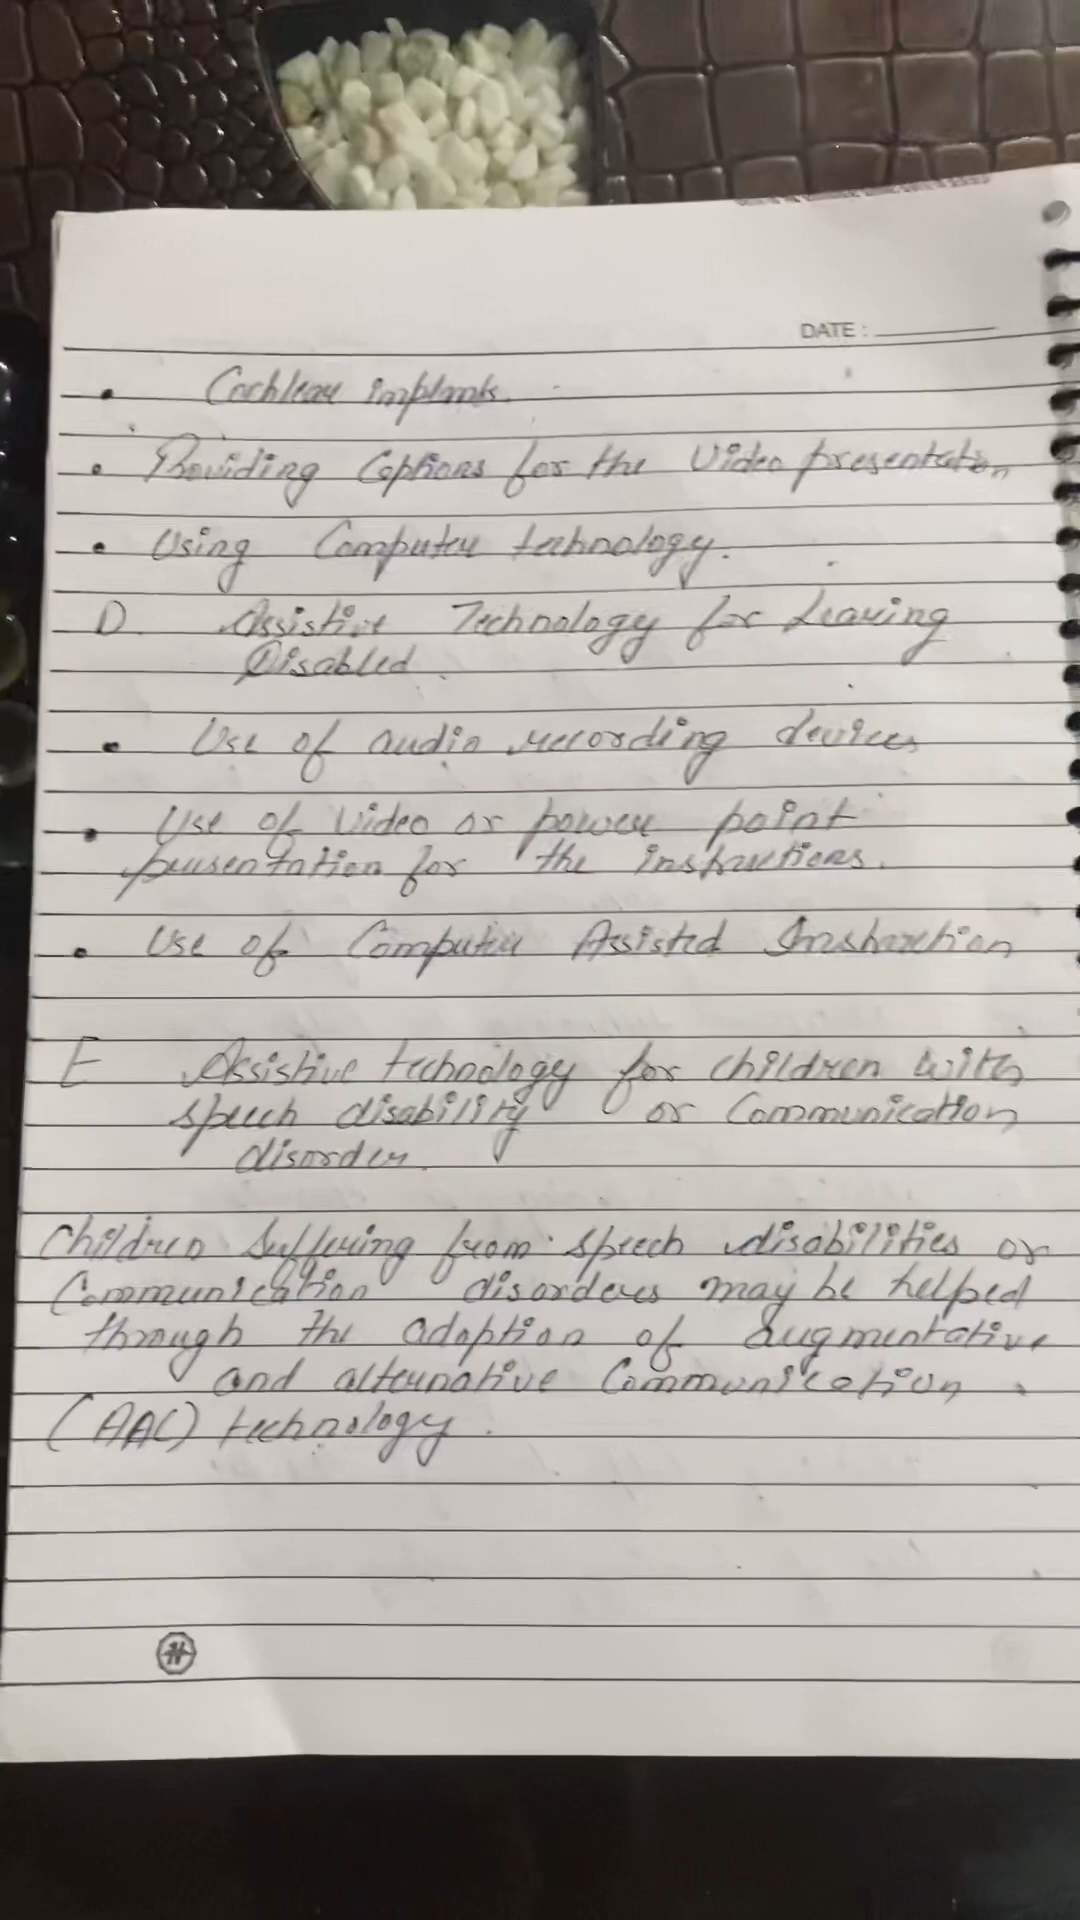 DATE :
• Cochlear implants.
• Providing Captions for the Video presentation
• Using Computer technology.
D. Assistive Technology for Learing
Disabled.
• Use of audio recording devices
• Use of Video or power point
presentation for the instructions.
• Use of Computer Assisted Instruction
E Assistive technology for children with
speech disability or Communication
disorder.
Children Suffering from speech disabilities or
Communication disorders may be helped
through the adoption of augmentative
and alternative Communication
(AAC) technology.